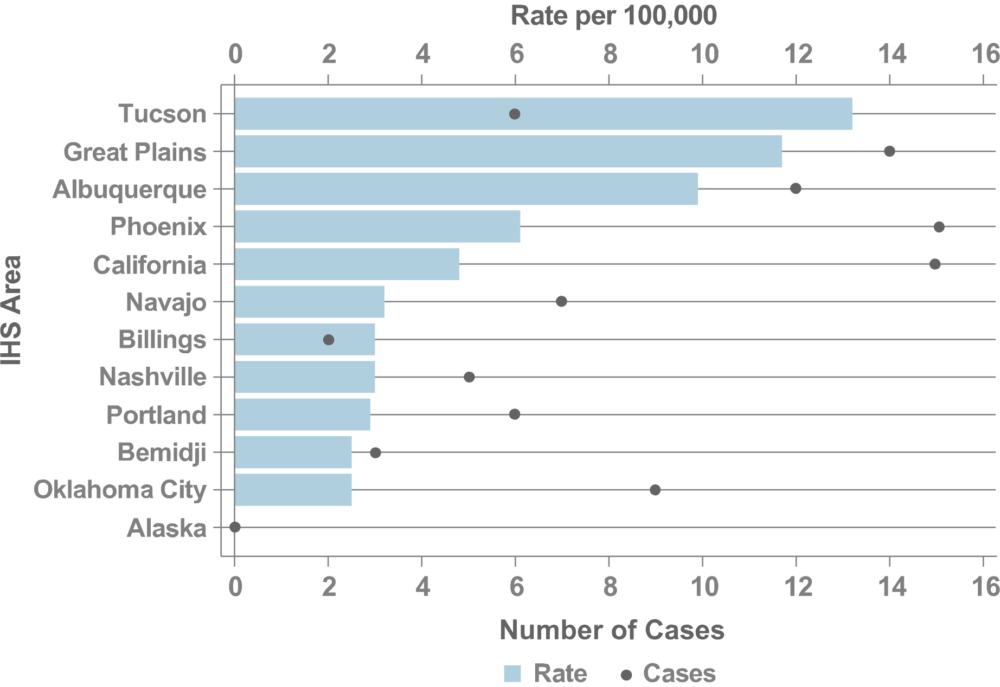 Rate per 100,000
0 2 4 6 8 10 12 14 16
Tucson
Great Plains
Albuquerque
Phoenix
California
Navajo
Billings
Nashville
Portland
Bemidji
Oklahoma City
Alaska
IHS Area
0 2 4 6 8 10 12 14 16
Number of Cases
Rate Cases